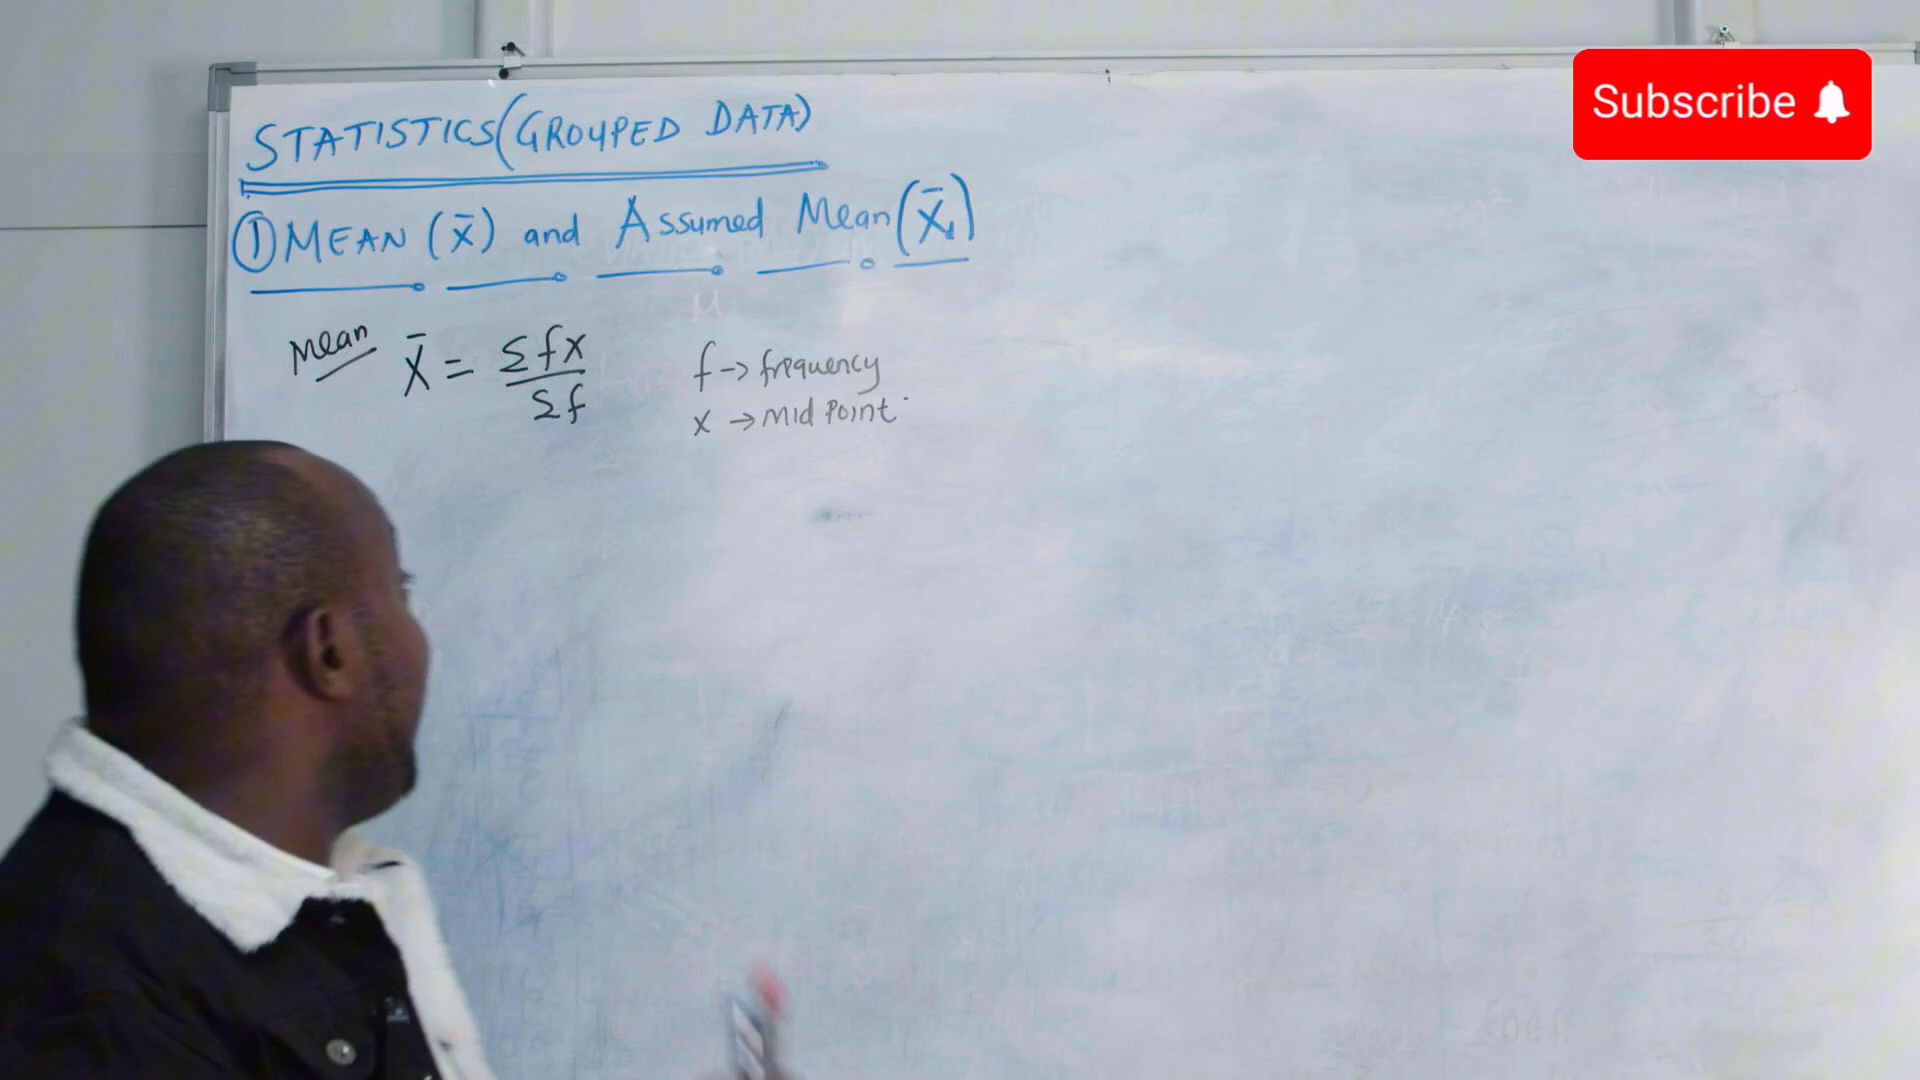 Subscribe
STATISTICS(GROUPED DATA)
① MEAN (x̄) and Assumed Mean (X̄₁)
Mean X̄ = Σfx / Σf
f -> frequency
x -> Mid Point